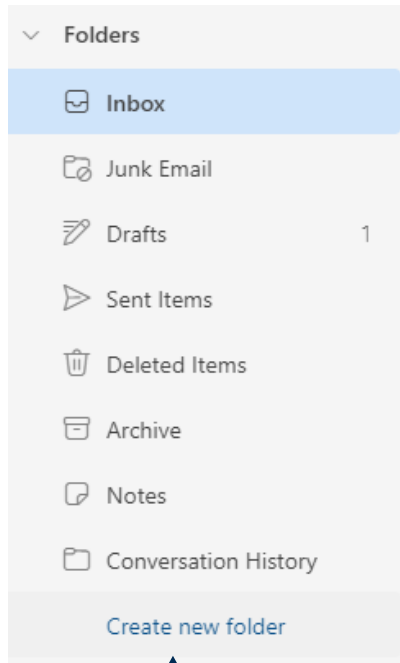 Folders
Inbox
Junk Email
Drafts 1
Sent Items
Deleted Items
Archive
Notes
Conversation History
Create new folder